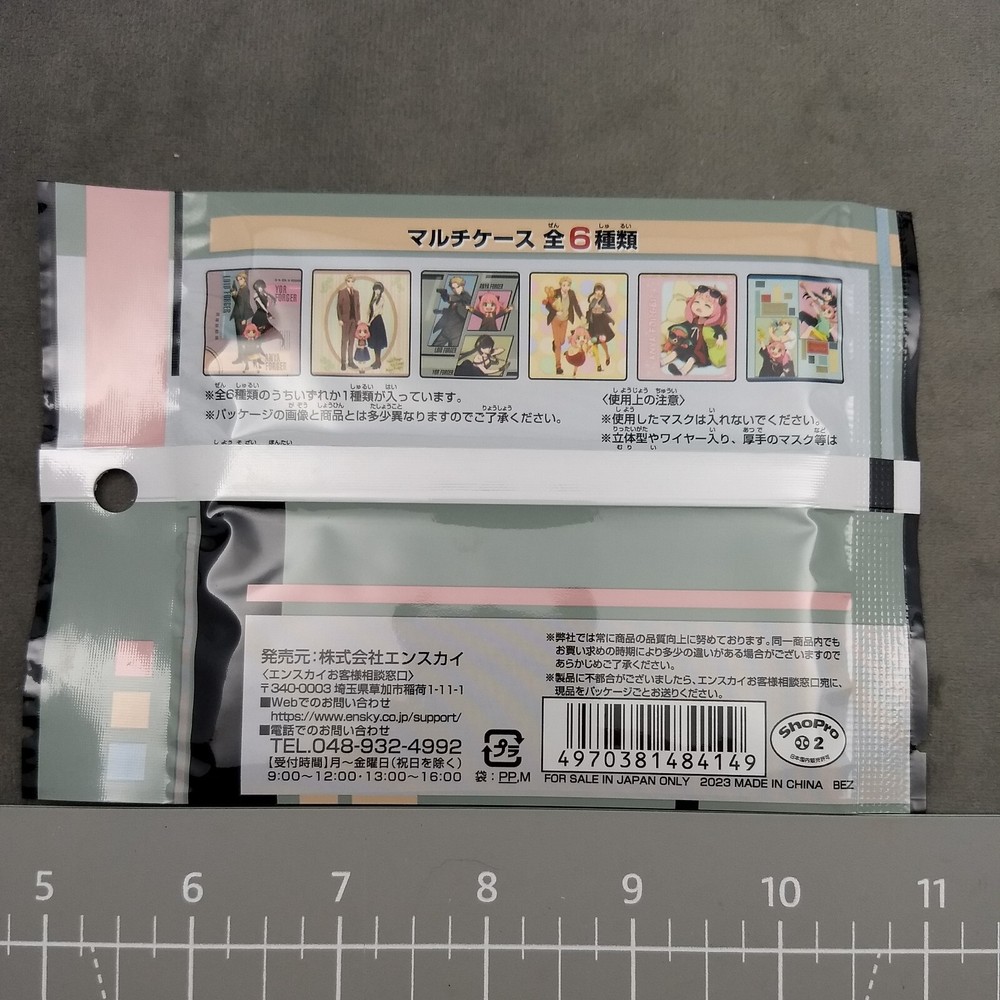 マルチケース 全6種類
YOR FORGER
ANYA FORGER
ANYA FORGER
LOID FORGER
YOR FORGER
※全6種類のうちいずれか1種類が入っています。
※パッケージの画像と商品とは多少異なりますのでご了承ください。
〈使用上の注意〉
※使用したマスクは入れないでください。
※立体型やワイヤー入り、厚手のマスク等は
発売元:株式会社エンスカイ
〈エンスカイお客様相談窓口〉
〒340-0003 埼玉県草加市稲荷1-11-1
■Webでのお問い合わせ
https://www.ensky.co.jp/support/
■電話でのお問い合わせ
TEL.048-932-4992
【受付時間】月〜金曜日(祝日を除く)
9:00〜12:00・13:00〜16:00
プラ
袋:PP,M
※弊社では常に商品の品質向上に努めております。同一商品内でも
お買い求めの時期により多少の違いがある場合がございますので
あらかじめご了承ください。
※製品に不都合がございましたら、エンスカイお客様相談窓口宛に、
現品をパッケージごとお送りください。
4970381484149
ShoPro
2
日本国内販売許可
FOR SALE IN JAPAN ONLY 2023 MADE IN CHINA BEZ
5 6 7 8 9 10 11